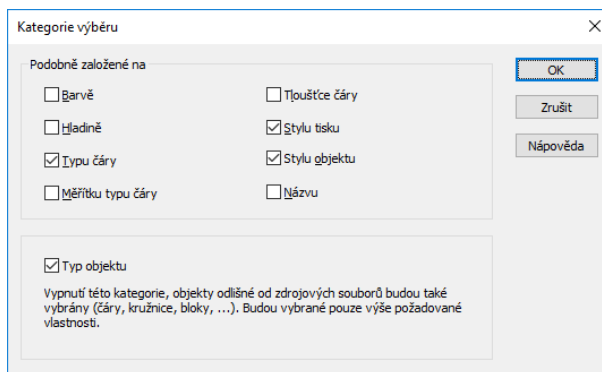 Kategorie výběru
Podobně založené na
Barvě
Tloušťce čáry
Hladině
Stylu tisku
Typu čáry
Stylu objektu
Měřítku typu čáry
Názvu
OK
Zrušit
Nápověda
Typ objektu
Vypnutí této kategorie, objekty odlišné od zdrojových souborů budou také
vybrány (čáry, kružnice, bloky, ...). Budou vybrané pouze výše požadované
vlastnosti.